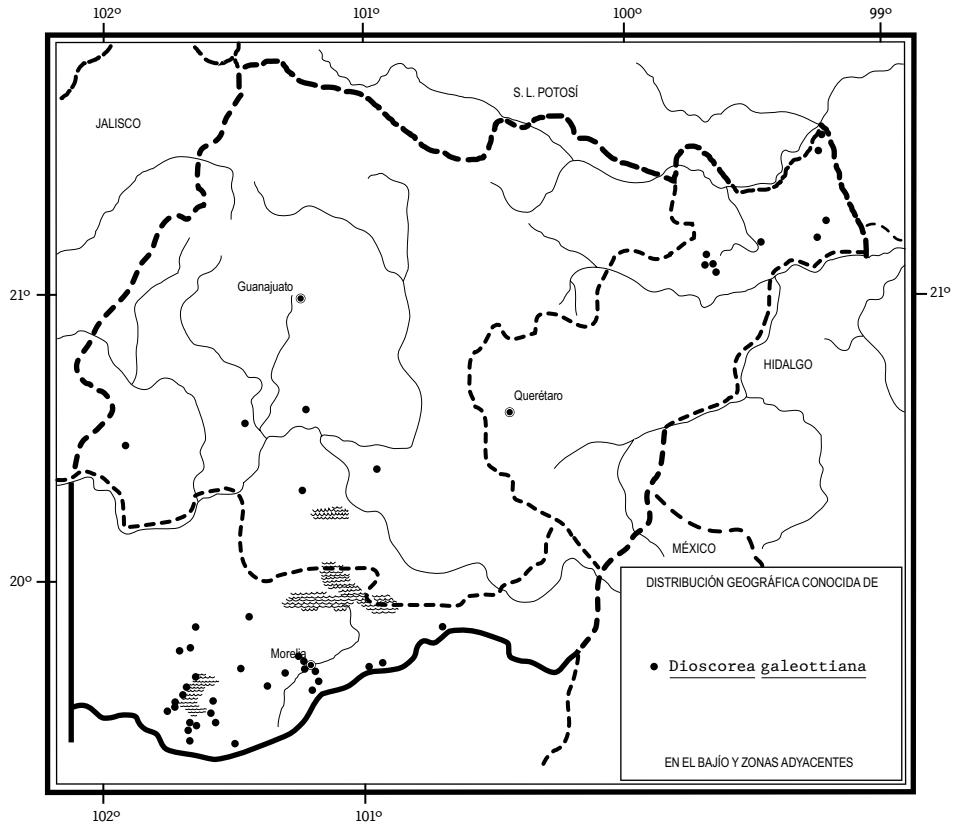 102º 101º 100º 99º
S. L. POTOSÍ
JALISCO
Guanajuato
21º 21º
HIDALGO
Querétaro
MÉXICO
20º
DISTRIBUCIÓN GEOGRÁFICA CONOCIDA DE
Morelia
Dioscorea galeottiana
EN EL BAJÍO Y ZONAS ADYACENTES
102º 101º